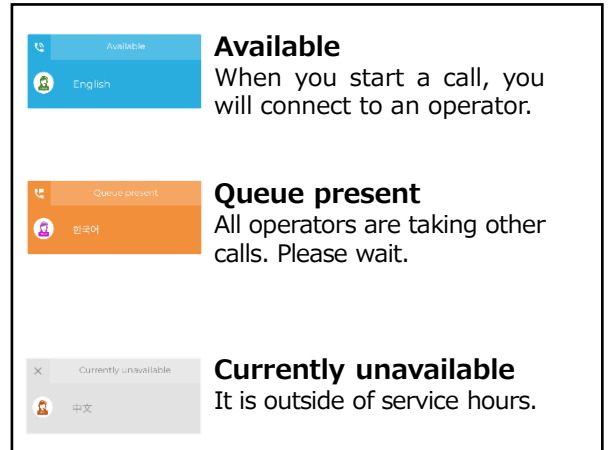 Available
English
Available
When you start a call, you
will connect to an operator.
Queue present
한국어
Queue present
All operators are taking other
calls. Please wait.
Currently unavailable
中文
Currently unavailable
It is outside of service hours.